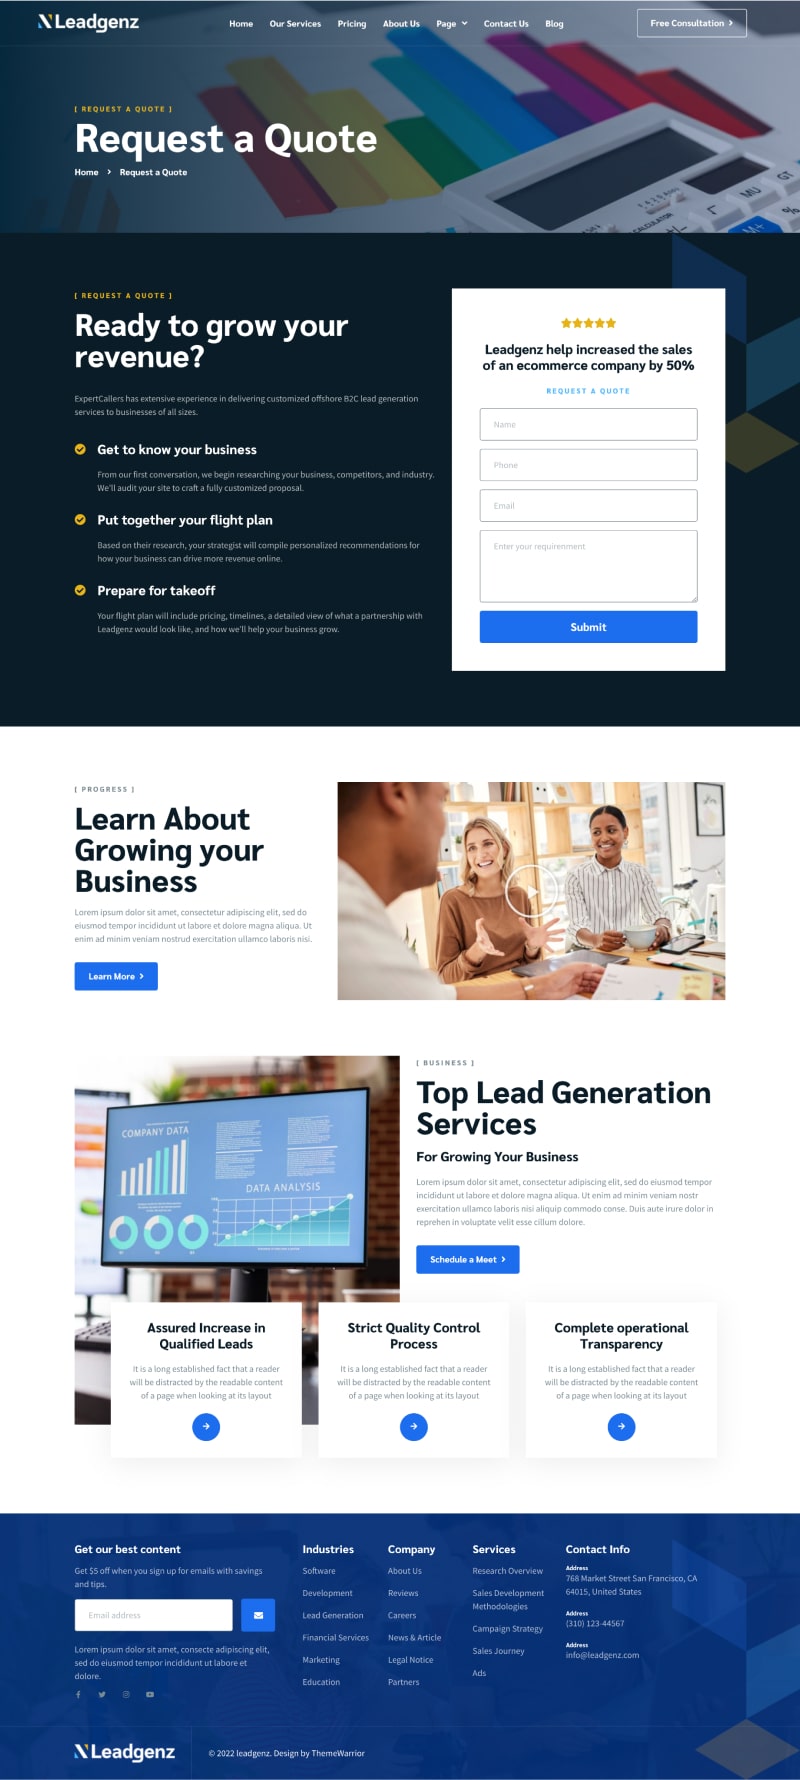 Leadgenz
Home
Our Services
Pricing
About Us
Page
Contact Us
Blog
Free Consultation
[ REQUEST A QUOTE ]
Request a Quote
Home > Request a Quote
[ REQUEST A QUOTE ]
Ready to grow your
revenue?
ExpertCallers has extensive experience in delivering customized offshore B2C lead generation
services to businesses of all sizes.
Get to know your business
From our first conversation, we begin researching your business, competitors, and industry.
We'll audit your site to craft a fully customized proposal.
Put together your flight plan
Based on their research, your strategist will compile personalized recommendations for
how your business can drive more revenue online.
Prepare for takeoff
Your flight plan will include pricing, timelines, a detailed view of what a partnership with
Leadgenz would look like, and how we'll help your business grow.
Leadgenz help increased the sales
of an ecommerce company by 50%
REQUEST A QUOTE
Name
Phone
Email
Enter your requirenment
Submit
[ PROGRESS ]
Learn About
Growing your
Business
Lorem ipsum dolor sit amet, consectetur adipiscing elit, sed do
eiusmod tempor incididunt ut labore et dolore magna aliqua. Ut
enim ad minim veniam nostrud exercitation ullamco laboris nisi.
Learn More
COMPANY DATA
DATA ANALYSIS
[ BUSINESS ]
Top Lead Generation
Services
For Growing Your Business
Lorem ipsum dolor sit amet, consectetur adipiscing elit, sed do eiusmod tempor
incididunt ut labore et dolore magna aliqua. Ut enim ad minim veniam nostr
exercitation ullamco laboris nisi aliquip commodo conse. Duis aute irure dolor in
reprehen in voluptate velit esse cillum dolore.
Schedule a Meet
Assured Increase in
Qualified Leads
It is a long established fact that a reader
will be distracted by the readable content
of a page when looking at its layout
Strict Quality Control
Process
It is a long established fact that a reader
will be distracted by the readable content
of a page when looking at its layout
Complete operational
Transparency
It is a long established fact that a reader
will be distracted by the readable content
of a page when looking at its layout
Get our best content
Get $5 off when you sign up for emails with savings
and tips.
Email address
Lorem ipsum dolor sit amet, consecte adipiscing elit,
sed do eiusmod tempor incididunt ut labore et
dolore.
Industries
Software
Development
Lead Generation
Financial Services
Marketing
Education
Company
About Us
Reviews
Careers
News & Article
Legal Notice
Partners
Services
Research Overview
Sales Development
Methodologies
Campaign Strategy
Sales Journey
Ads
Contact Info
Address
768 Market Street San Francisco, CA
64015, United States
Address
(310) 123-44567
Address
info@leadgenz.com
Leadgenz
© 2022 leadgenz. Design by ThemeWarrior